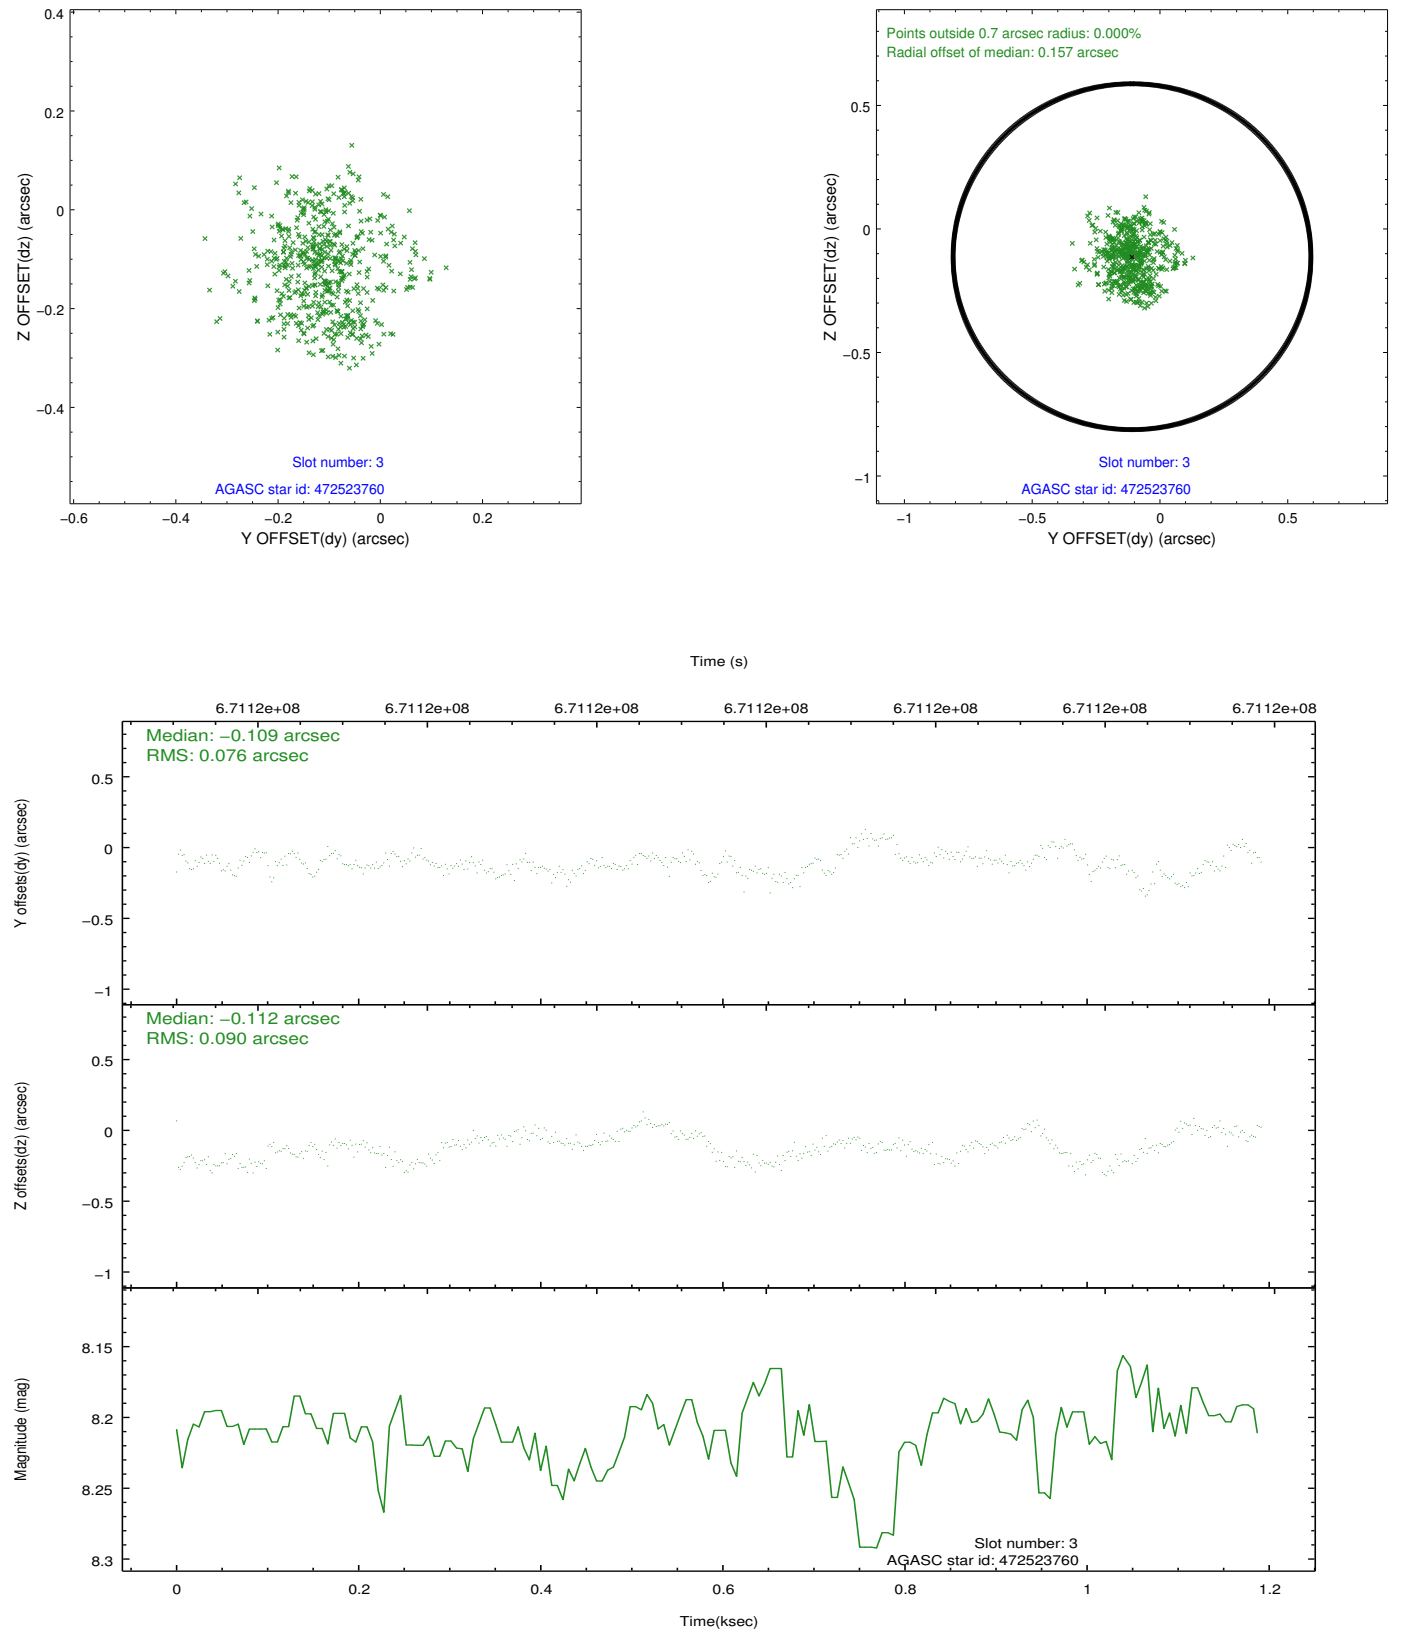 0.4
0.2
0
−0.2
−0.4
Z OFFSET(dz) (arcsec)
Slot number: 3
AGASC star id: 472523760
−0.6 −0.4 −0.2 0 0.2
Y OFFSET(dy) (arcsec)
Points outside 0.7 arcsec radius: 0.000%
Radial offset of median: 0.157 arcsec
0.5
0
−0.5
−1
Z OFFSET(dz) (arcsec)
Slot number: 3
AGASC star id: 472523760
−1 −0.5 0 0.5
Y OFFSET(dy) (arcsec)
Time (s)
6.7112e+08 6.7112e+08 6.7112e+08 6.7112e+08 6.7112e+08 6.7112e+08 6.7112e+08
Median: −0.109 arcsec
RMS: 0.076 arcsec
0.5
0
−0.5
−1
Y offsets(dy) (arcsec)
Median: −0.112 arcsec
RMS: 0.090 arcsec
0.5
0
−0.5
−1
Z offsets(dz) (arcsec)
8.15
8.2
8.25
8.3
Magnitude (mag)
Slot number: 3
AGASC star id: 472523760
0 0.2 0.4 0.6 0.8 1 1.2
Time(ksec)